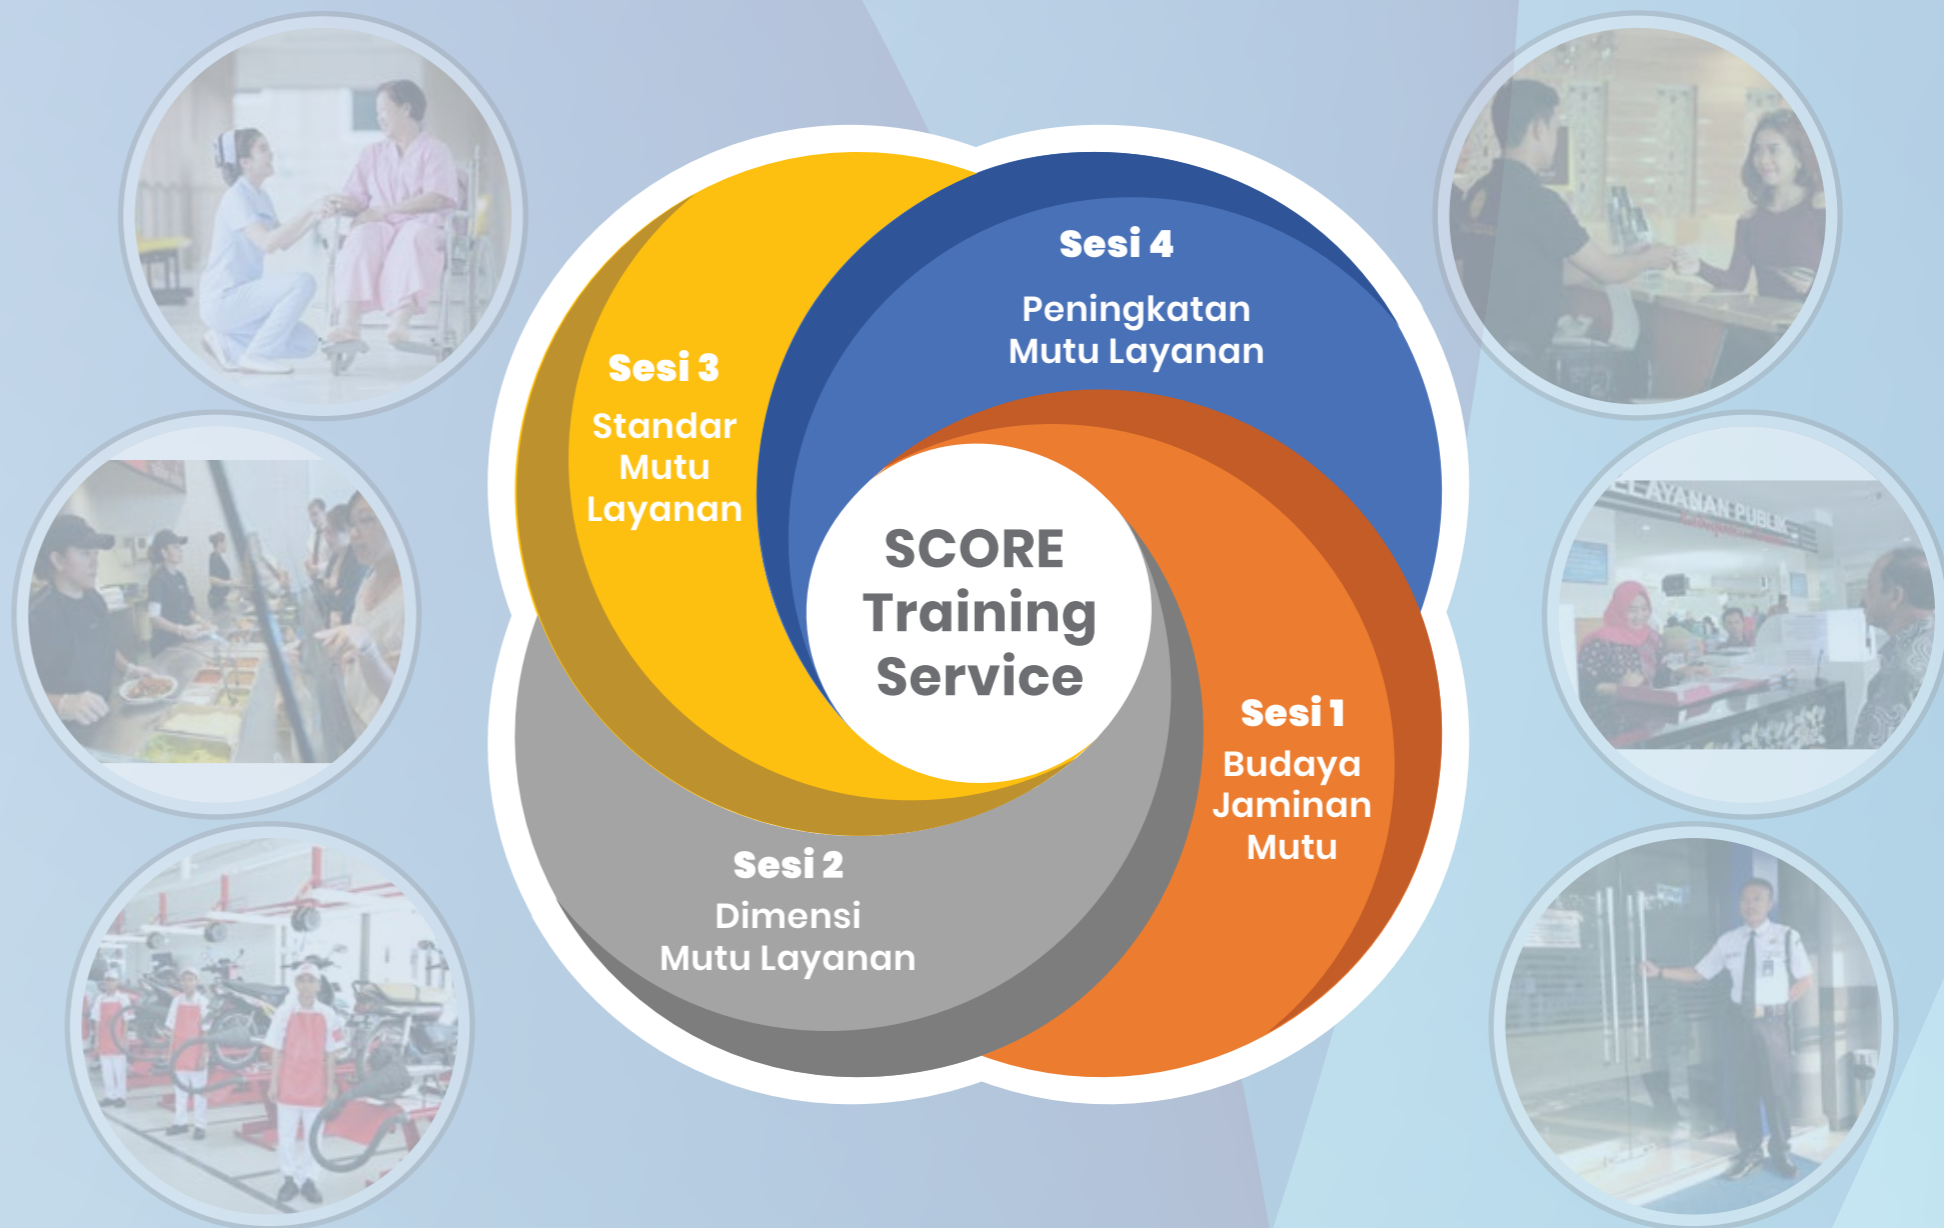 Sesi 4
Peningkatan
Mutu Layanan
Sesi 3
Standar
Mutu
Layanan
SCORE
Training
Service
Sesi 1
Budaya
Jaminan
Mutu
Sesi 2
Dimensi
Mutu Layanan
LAYANAN PUBLIK